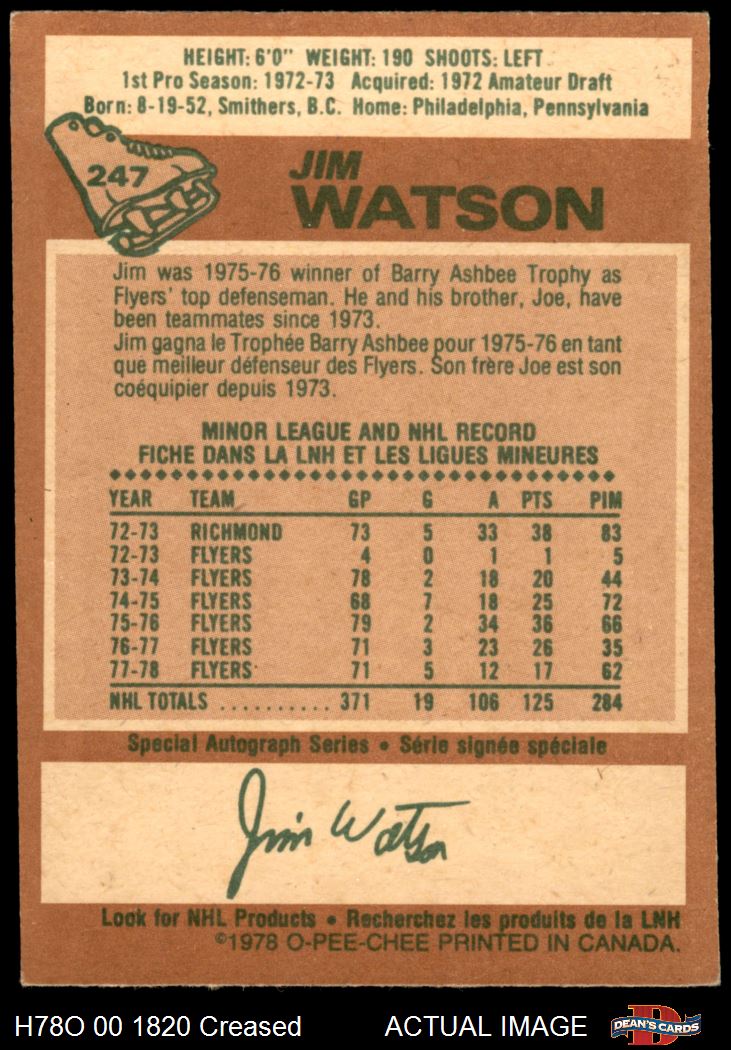 HEIGHT: 6'0" WEIGHT: 190 SHOOTS: LEFT
1st Pro Season: 1972-73 Acquired: 1972 Amateur Draft
Born: 8-19-52, Smithers, B.C. Home: Philadelphia, Pennsylvania
247
JIM
WATSON
Jim was 1975-76 winner of Barry Ashbee Trophy as
Flyers' top defenseman. He and his brother, Joe, have
been teammates since 1973.
Jim gagna le Trophée Barry Ashbee pour 1975-76 en tant
que meilleur défenseur des Flyers. Son frère Joe est son
coéquipier depuis 1973.
MINOR LEAGUE AND NHL RECORD
FICHE DANS LA LNH ET LES LIGUES MINEURES
YEAR TEAM GP G A PTS PIM
72-73 RICHMOND 73 5 33 38 83
72-73 FLYERS 4 0 1 1 5
73-74 FLYERS 78 2 18 20 44
74-75 FLYERS 68 7 18 25 72
75-76 FLYERS 79 2 34 36 66
76-77 FLYERS 71 3 23 26 35
77-78 FLYERS 71 5 12 17 62
NHL TOTALS .......... 371 19 106 125 284
Special Autograph Series • Série signée spéciale
Jim Watson
Look for NHL Products • Recherchez les produits de la LNH
©1978 O-PEE-CHEE PRINTED IN CANADA.
H78O 00 1820 Creased ACTUAL IMAGE DEAN'S CARDS